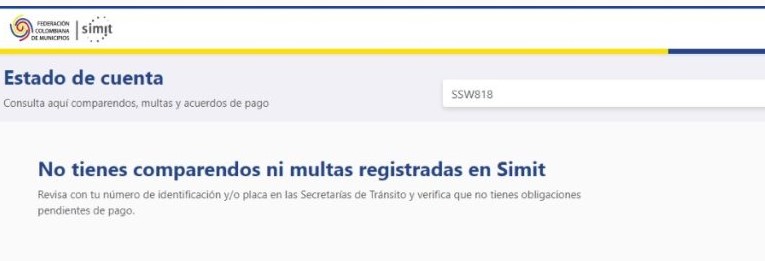 FEDERACIÓN
COLOMBIANA
DE MUNICIPIOS
simit
Estado de cuenta
Consulta aquí comparendos, multas y acuerdos de pago
SSW818
No tienes comparendos ni multas registradas en Simit
Revisa con tu número de identificación y/o placa en las Secretarías de Tránsito y verifica que no tienes obligaciones
pendientes de pago.